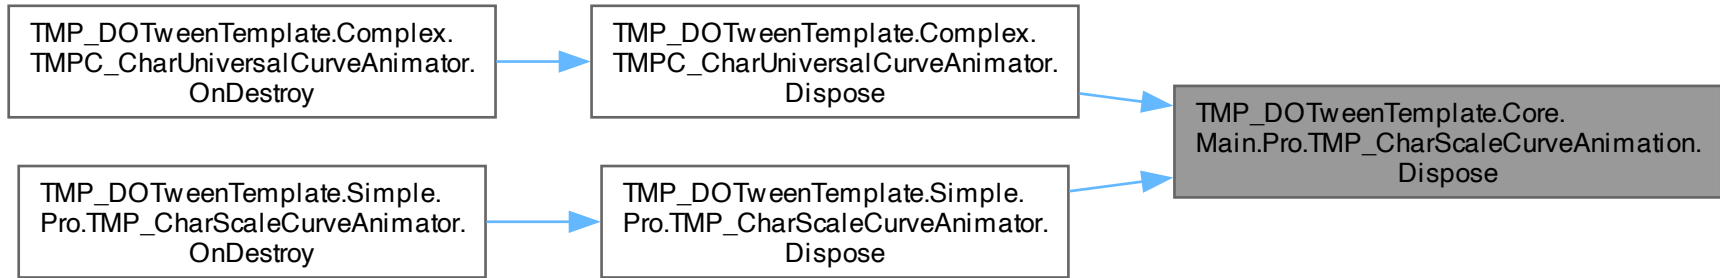 TMP_DOTweenTemplate.Complex.
TMPC_CharUniversalCurveAnimator.
OnDestroy
TMP_DOTweenTemplate.Complex.
TMPC_CharUniversalCurveAnimator.
Dispose
TMP_DOTweenTemplate.Core.
Main.Pro.TMP_CharScaleCurveAnimation.
Dispose
TMP_DOTweenTemplate.Simple.
Pro.TMP_CharScaleCurveAnimator.
OnDestroy
TMP_DOTweenTemplate.Simple.
Pro.TMP_CharScaleCurveAnimator.
Dispose